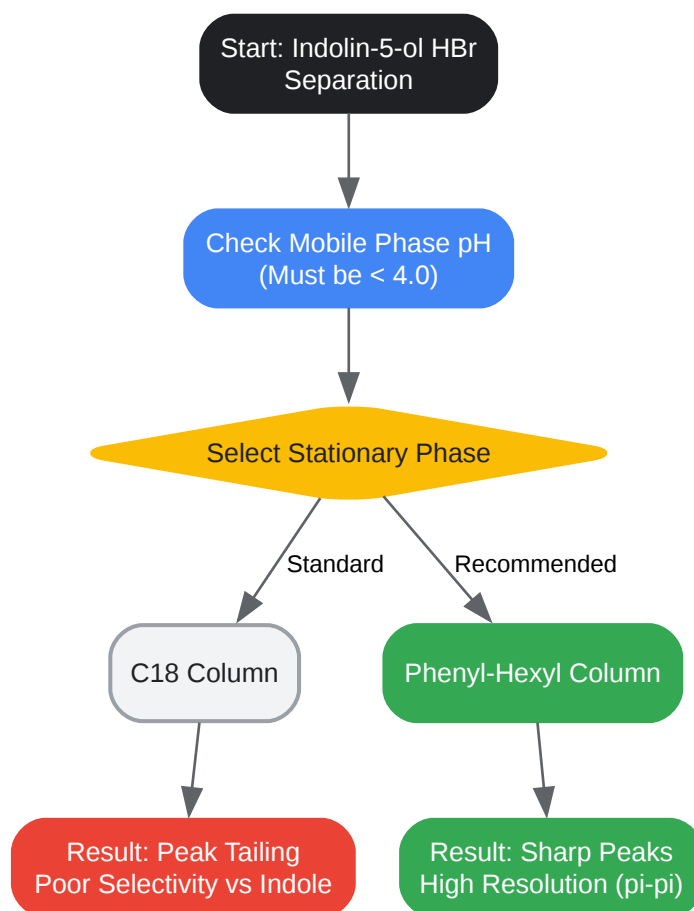 Start: Indolin-5-ol HBr
Separation
Check Mobile Phase pH
(Must be < 4.0)
Select Stationary Phase
Standard
Recommended
C18 Column
Phenyl-Hexyl Column
Result: Peak Tailing
Poor Selectivity vs Indole
Result: Sharp Peaks
High Resolution (pi-pi)